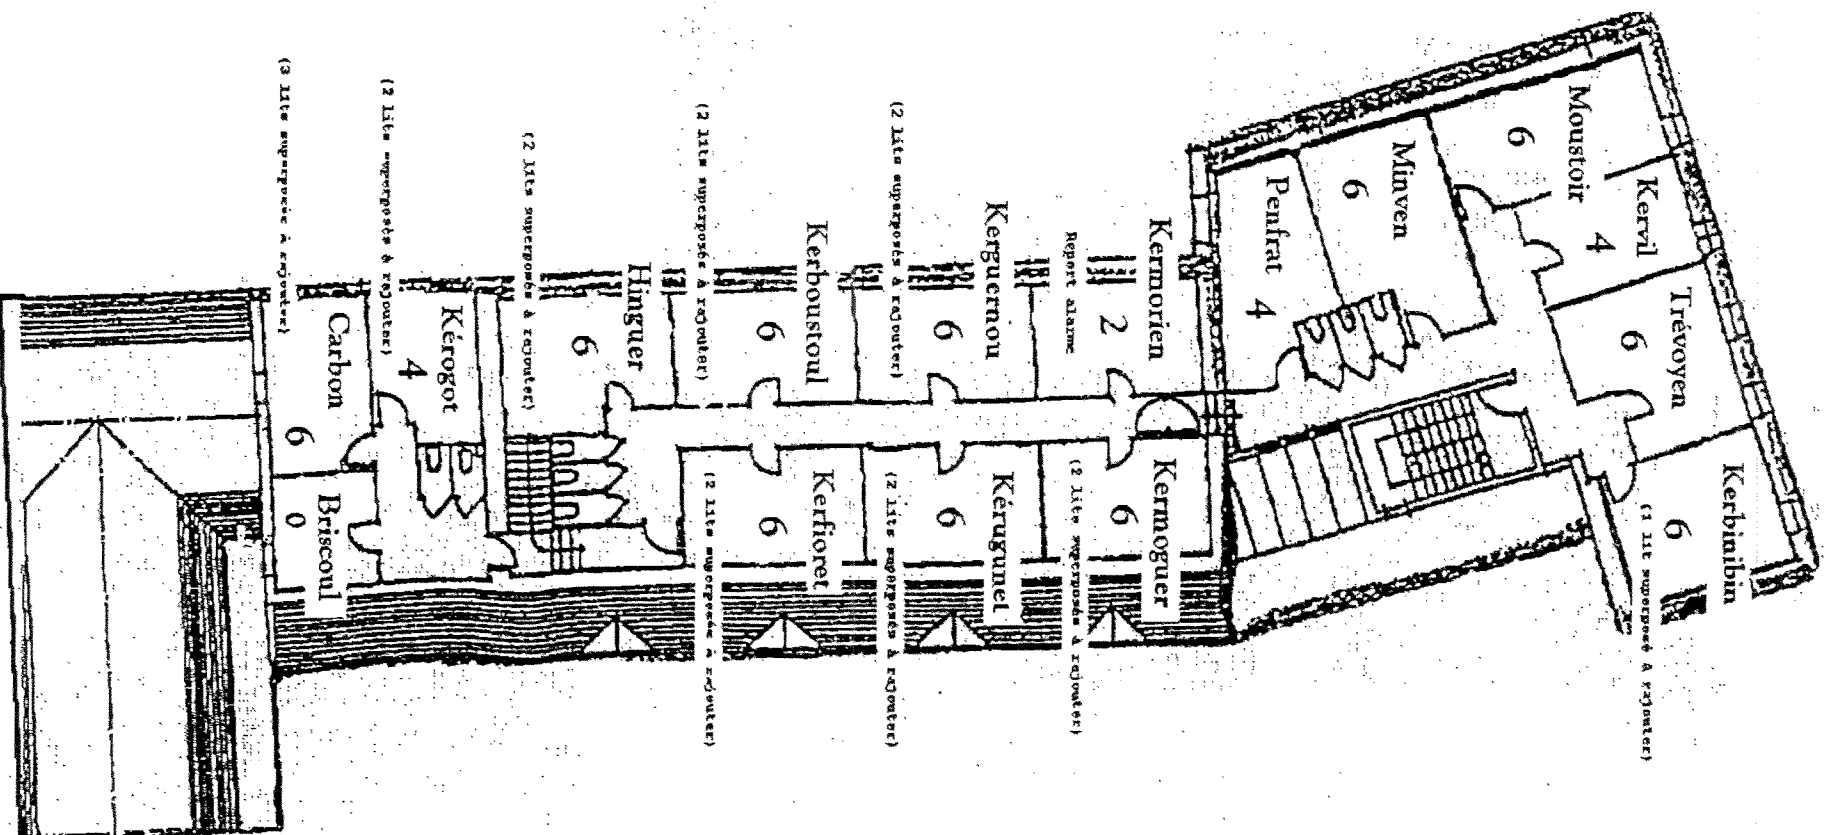 Moustoir
6
Kervil
4
Minven
6
Penfrat
4
Trévoyen
6
Kerbinibin
6
(1 lit superposé à rajouter)
Kermorien
2
Report alarme
Kerguernou
6
(2 lits superposés à rajouter)
Kerboustoul
6
(2 lits superposés à rajouter)
Hinguer
6
(2 lits superposés à rajouter)
Kérogot
4
(2 lits superposés à rajouter)
Carbon
6
(3 lits superposés à rajouter)
Briscoul
0
Kermoguer
6
(2 lits superposés à rajouter)
Kérugunet
6
(2 lits superposés à rajouter)
Kerfioret
6
(2 lits superposés à rajouter)